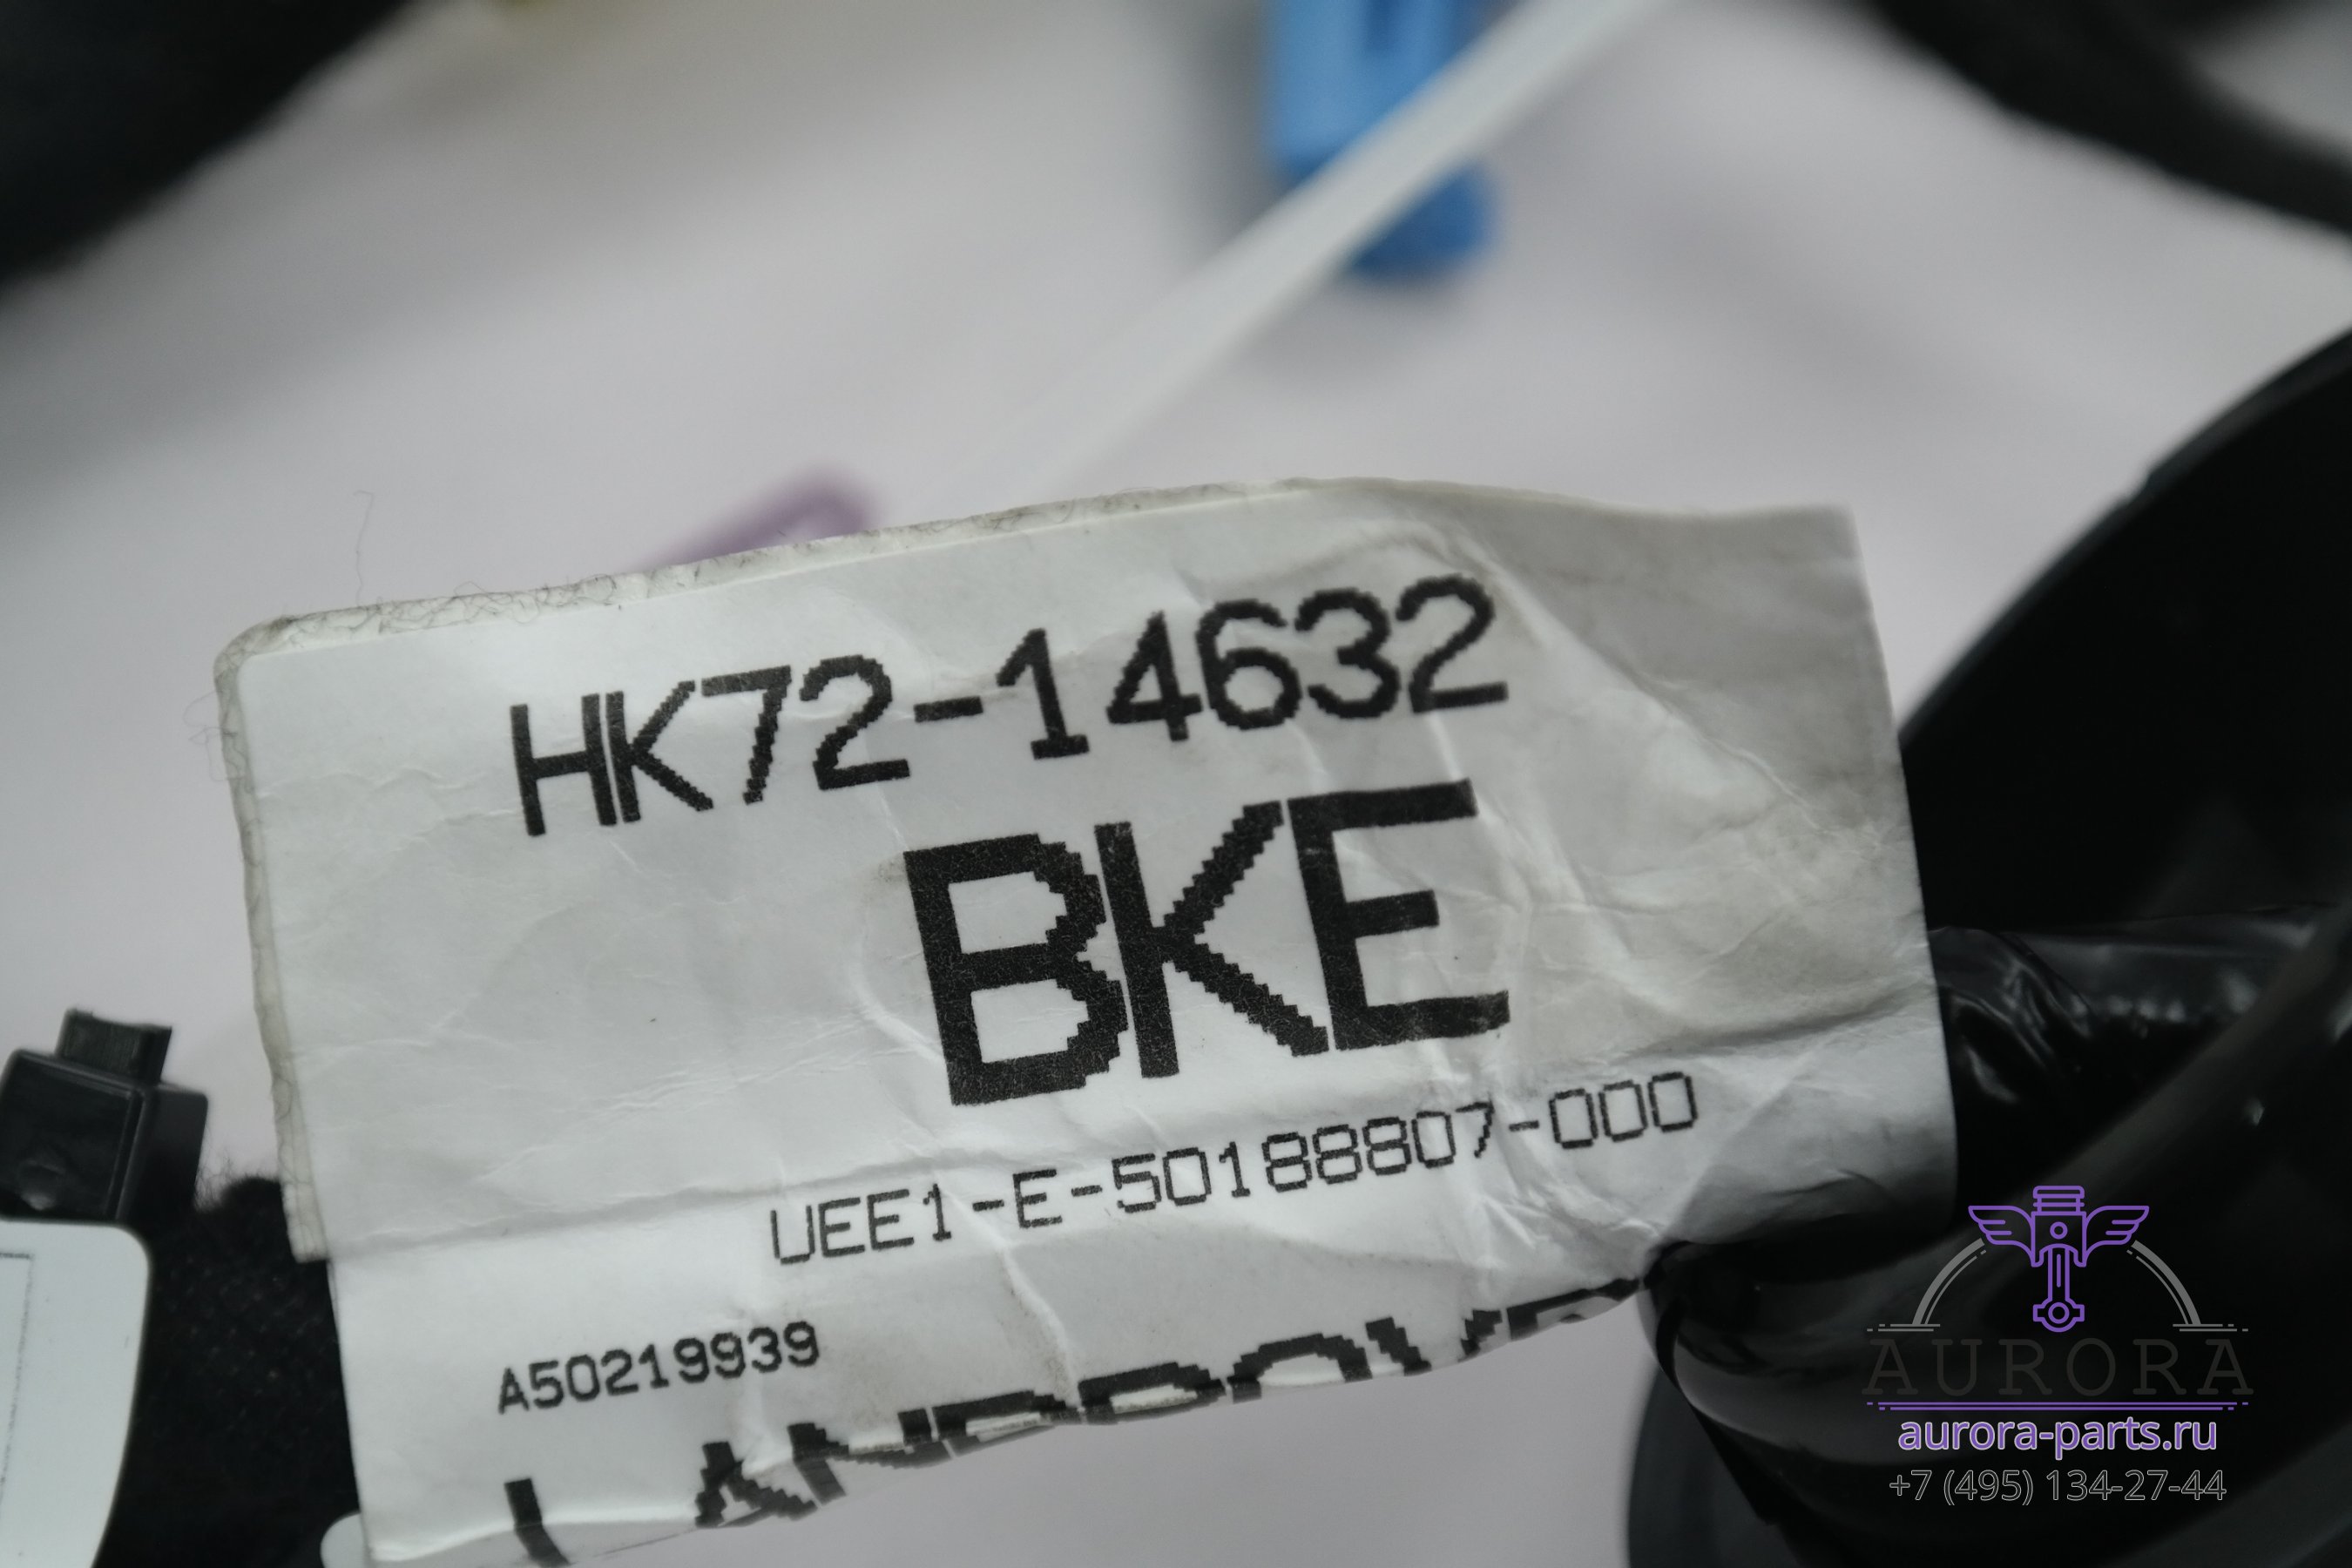 HK72-14632
BKE
UEE1-E-50188807-000
A50219939
AURORA
aurora-parts.ru
+7 (495) 134-27-44